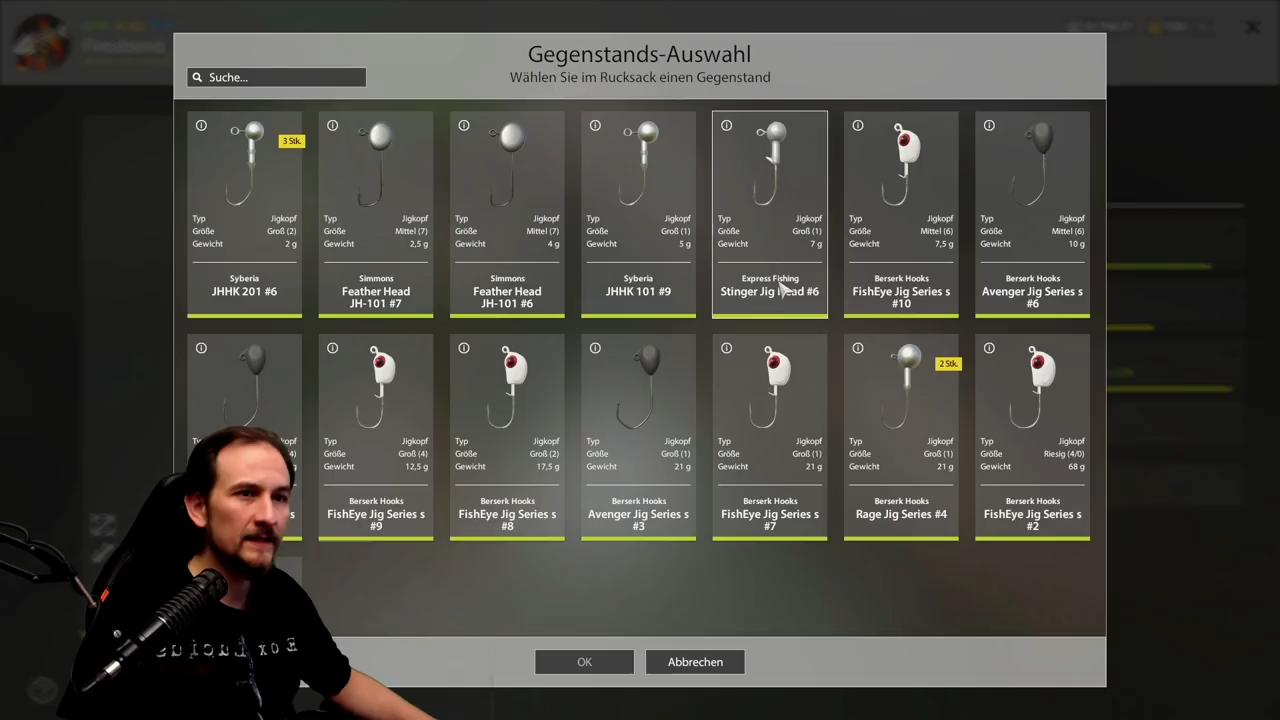 Gegenstands-Auswahl
Wählen Sie im Rucksack einen Gegenstand
Suche...
3 Stk.
Typ Jigkopf
Größe Groß (2)
Gewicht 2 g
Syberia
JHHK 201 #6
Typ Jigkopf
Größe Mittel (7)
Gewicht 2,5 g
Simmons
Feather Head
JH-101 #7
Typ Jigkopf
Größe Mittel (7)
Gewicht 4 g
Simmons
Feather Head
JH-101 #6
Typ Jigkopf
Größe Groß (1)
Gewicht 5 g
Syberia
JHHK 101 #9
Typ Jigkopf
Größe Groß (1)
Gewicht 7 g
Express Fishing
Stinger Jig Head #6
Typ Jigkopf
Größe Mittel (6)
Gewicht 7,5 g
Berserk Hooks
FishEye Jig Series s
#10
Typ Jigkopf
Größe Mittel (6)
Gewicht 10 g
Berserk Hooks
Avenger Jig Series s
#6
Typ Jigkopf
(4)
g
s
Typ Jigkopf
Größe Groß (4)
Gewicht 12,5 g
Berserk Hooks
FishEye Jig Series s
#9
Typ Jigkopf
Größe Groß (2)
Gewicht 17,5 g
Berserk Hooks
FishEye Jig Series s
#8
Typ Jigkopf
Größe Groß (1)
Gewicht 21 g
Berserk Hooks
Avenger Jig Series s
#3
Typ Jigkopf
Größe Groß (1)
Gewicht 21 g
Berserk Hooks
FishEye Jig Series s
#7
2 Stk.
Typ Jigkopf
Größe Groß (1)
Gewicht 21 g
Berserk Hooks
Rage Jig Series #4
Typ Jigkopf
Größe Riesig (4/0)
Gewicht 68 g
Berserk Hooks
FishEye Jig Series s
#2
OK
Abbrechen